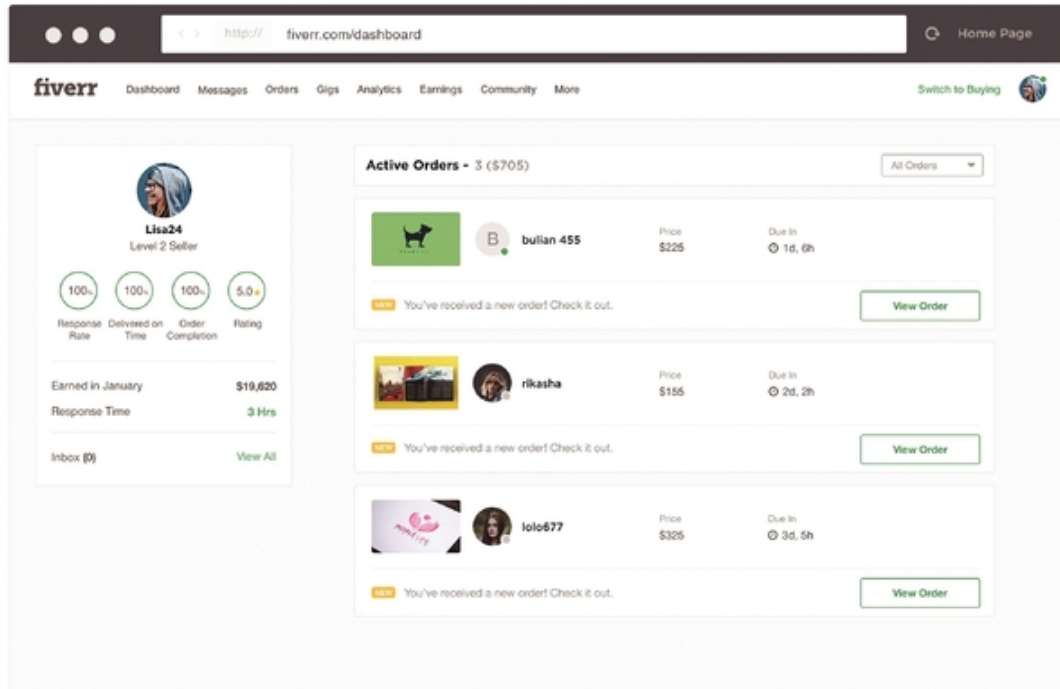 http://
fiverr.com/dashboard
Home Page
fiverr
Dashboard Messages Orders Gigs Analytics Earnings Community More
Switch to Buying
Lisa24
Level 2 Seller
100% 100% 100% 5.0
Response Rate
Delivered on Time
Order Completion
Rating
Earned in January $19,620
Response Time 3 Hrs
Inbox (0) View All
Active Orders - 3 ($705)
All Orders
B
bulian 455
Price
$225
Due In
1d, 6h
NEW You've received a new order! Check it out.
View Order
rikasha
Price
$155
Due In
2d, 2h
NEW You've received a new order! Check it out.
View Order
lolo677
Price
$325
Due In
3d, 5h
NEW You've received a new order! Check it out.
View Order